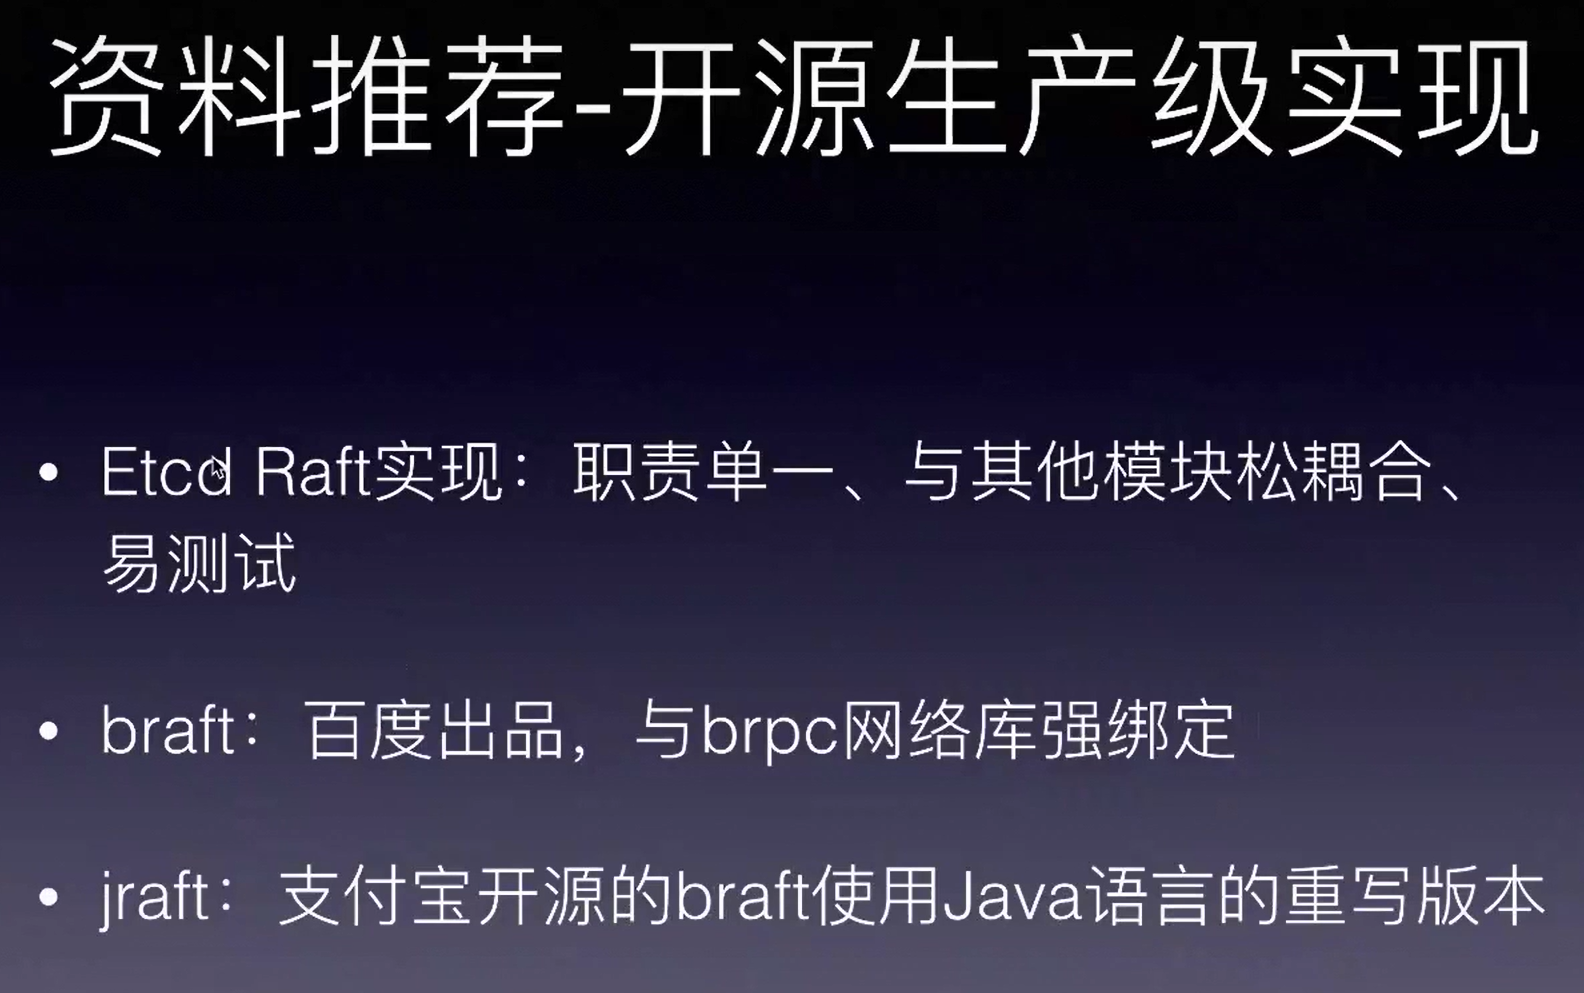 资料推荐-开源生产级实现
• Etcd Raft实现：职责单一、与其他模块松耦合、
易测试
• braft：百度出品，与brpc网络库强绑定
• jraft：支付宝开源的braft使用Java语言的重写版本